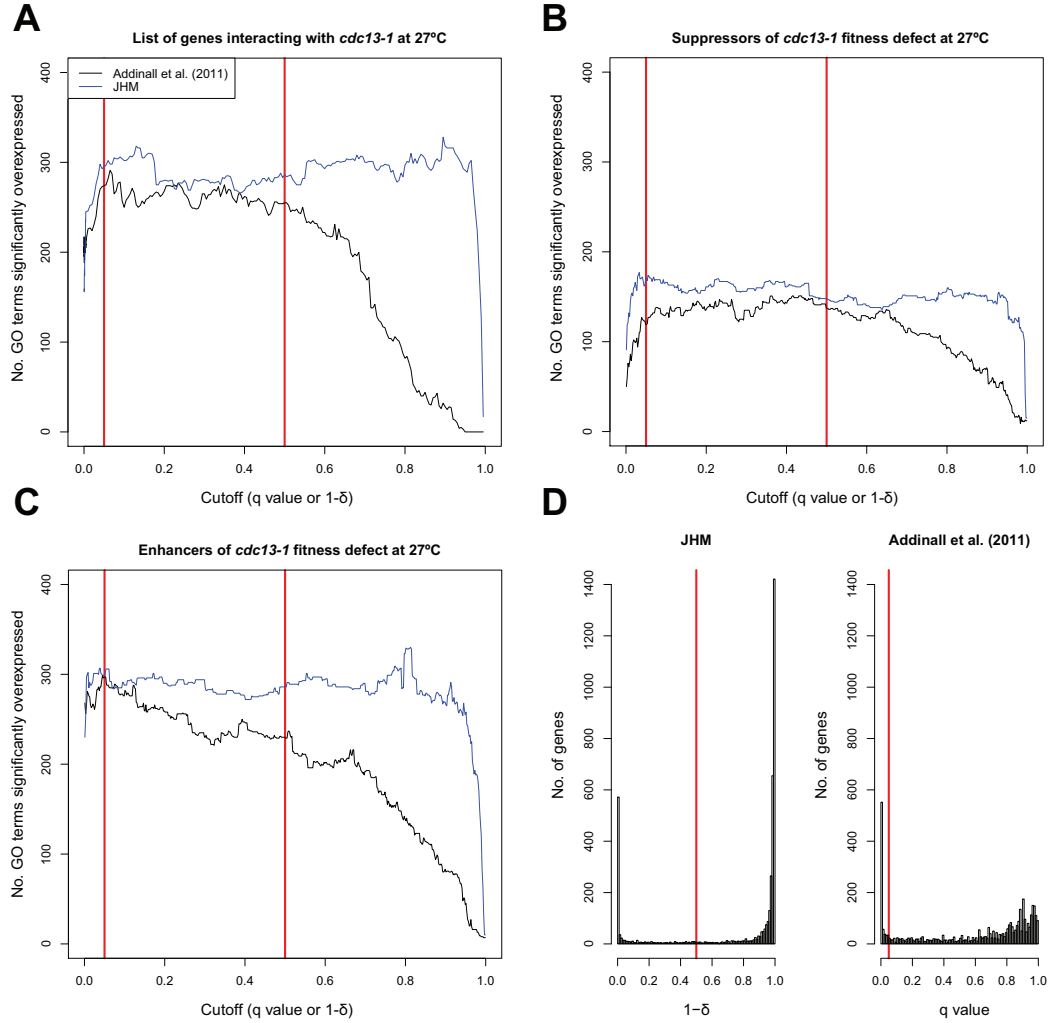 A
List of genes interacting with cdc13-1 at 27ºC
Addinall et al. (2011)
JHM
No. GO terms significantly overexpressed
400
300
200
100
0
0.0 0.2 0.4 0.6 0.8 1.0
Cutoff (q value or 1-δ)
B
Suppressors of cdc13-1 fitness defect at 27ºC
No. GO terms significantly overexpressed
400
300
200
100
0
0.0 0.2 0.4 0.6 0.8 1.0
Cutoff (q value or 1-δ)
C
Enhancers of cdc13-1 fitness defect at 27ºC
No. GO terms significantly overexpressed
400
300
200
100
0
0.0 0.2 0.4 0.6 0.8 1.0
Cutoff (q value or 1-δ)
D
JHM
No. of genes
1400
1200
1000
800
600
400
200
0
0.0 0.2 0.4 0.6 0.8 1.0
1−δ
Addinall et al. (2011)
No. of genes
1400
1200
1000
800
600
400
200
0
0.0 0.2 0.4 0.6 0.8 1.0
q value